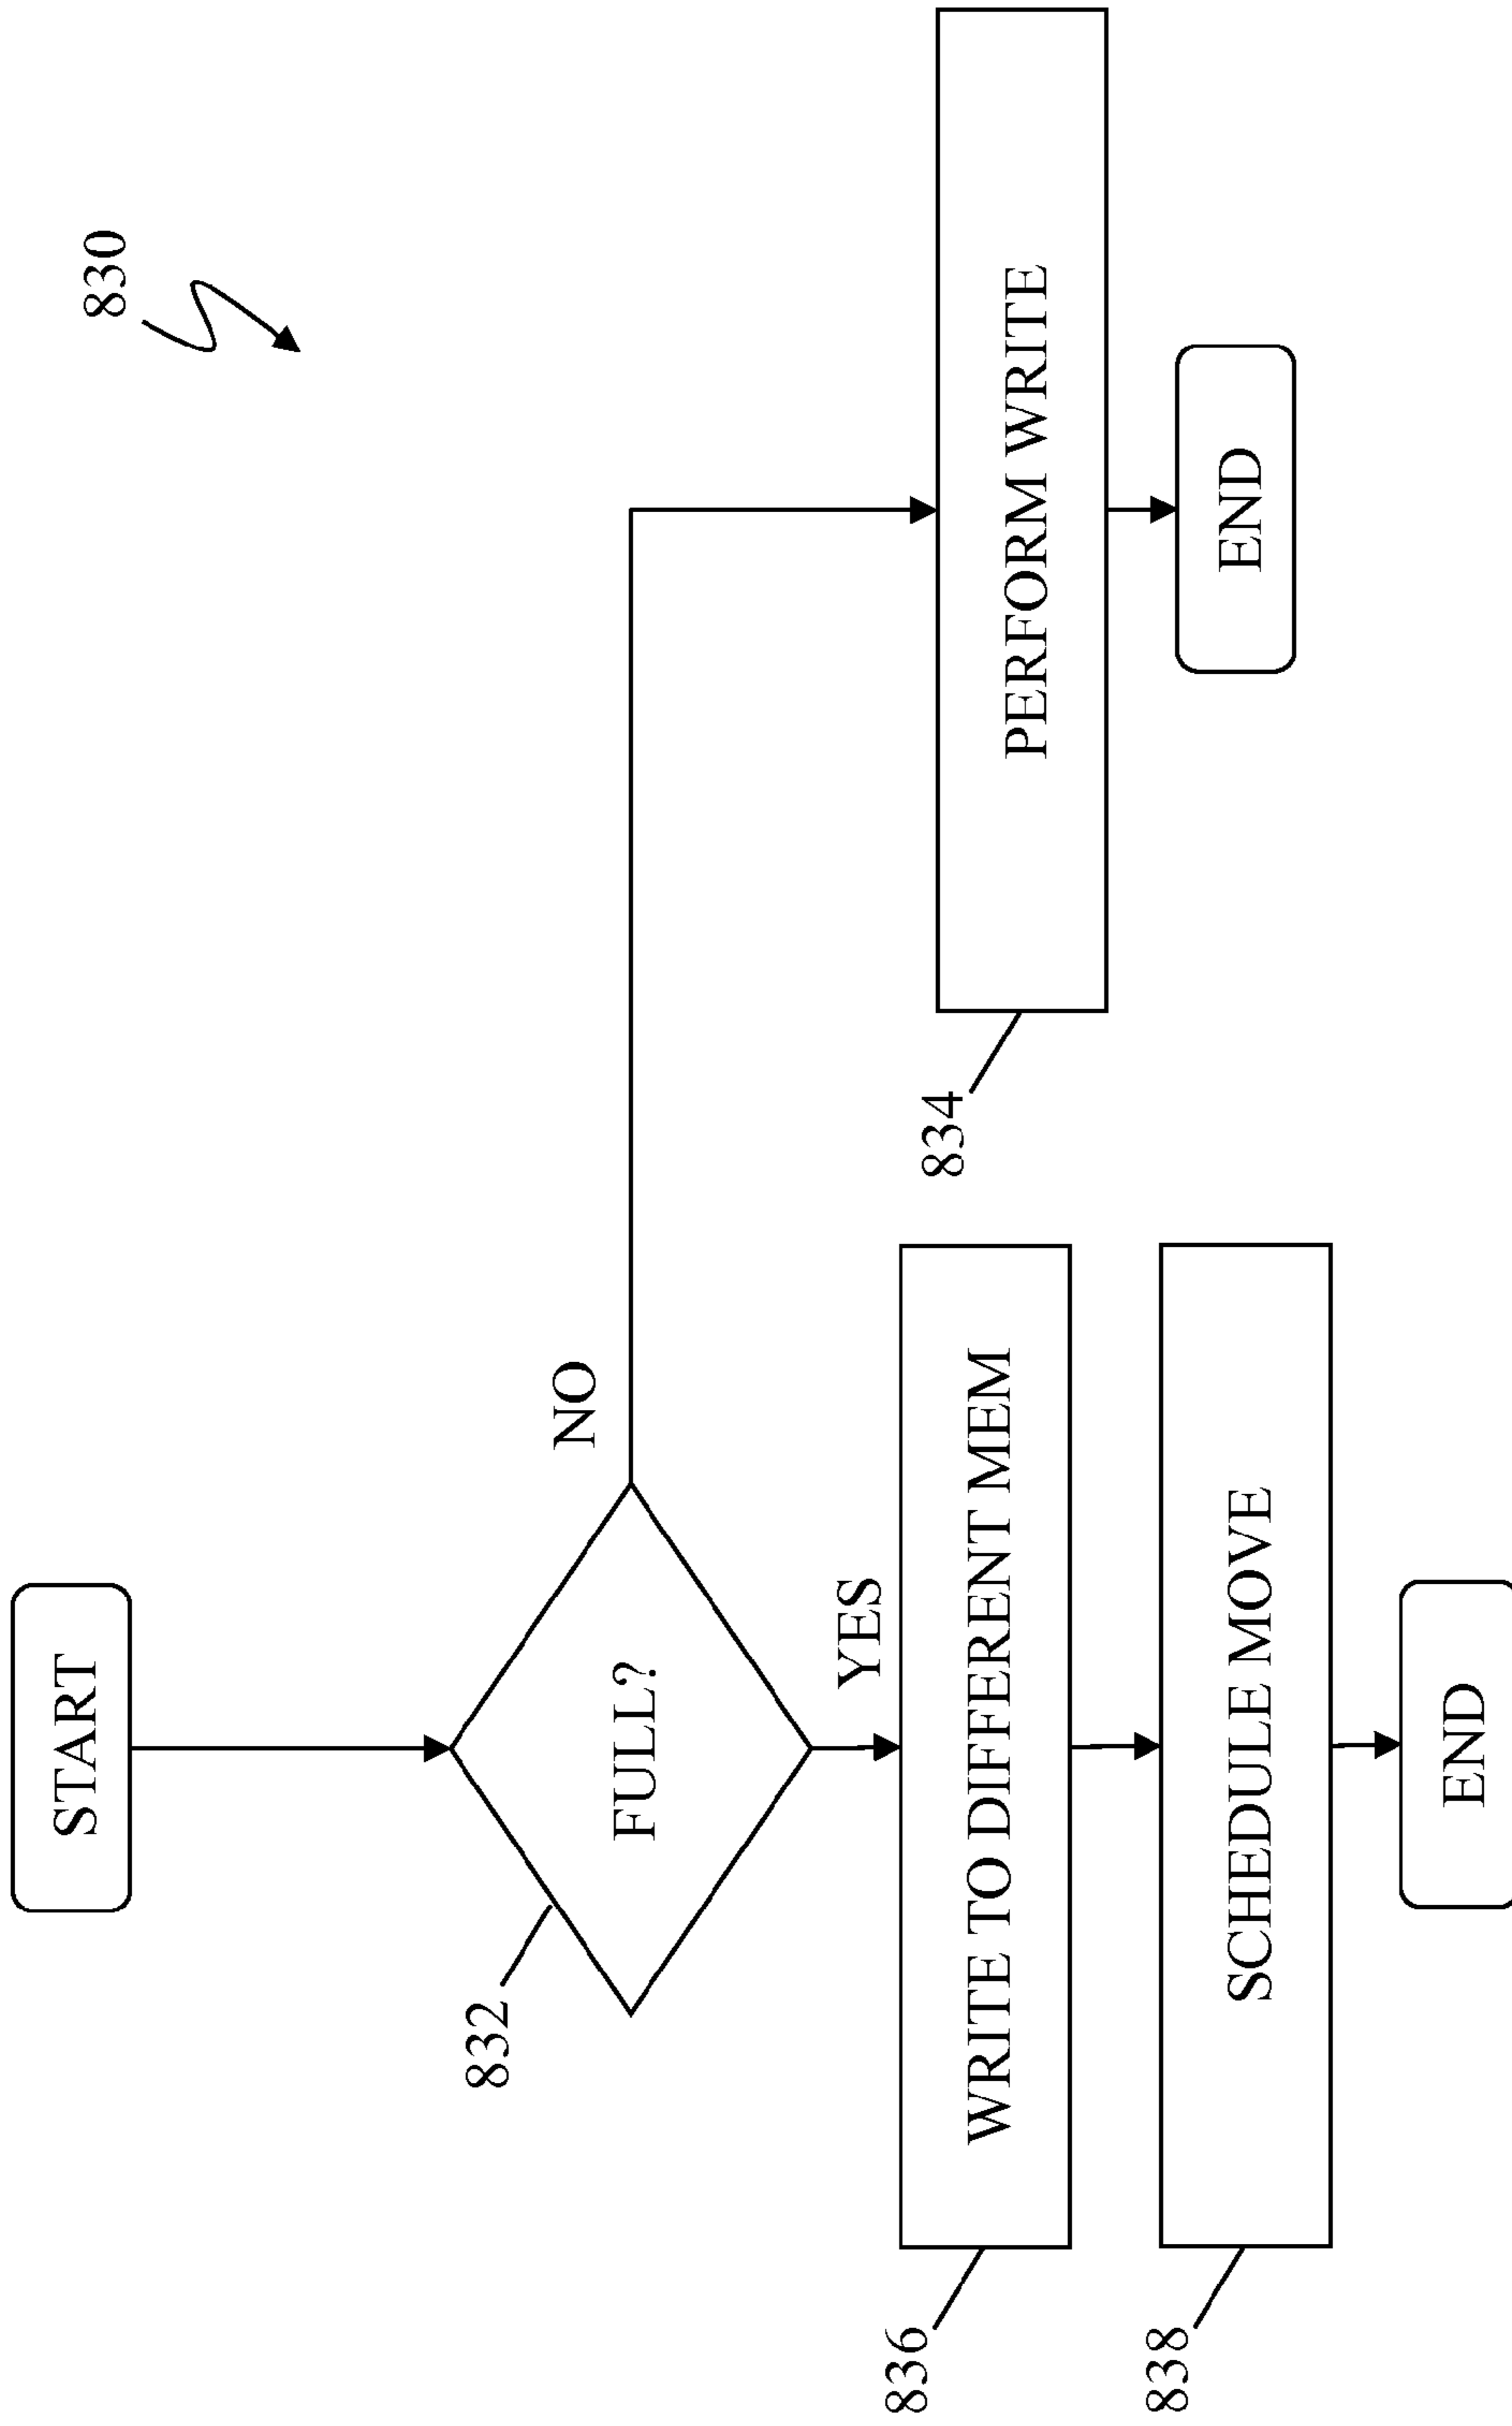 830
START
832
FULL?
NO
YES
836
WRITE TO DIFFERENT MEM
834
PERFORM WRITE
838
SCHEDULE MOVE
END
END